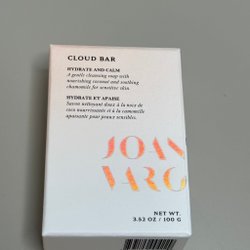 CLOUD BAR
HYDRATE AND CALM
A gentle cleansing soap with
nourishing coconut and soothing
chamomile for sensitive skin.
HYDRATE ET APAISE
Savon nettoyant doux à la noix de
coco nourrissante et à la camomille
apaisante pour peaux sensibles.
JOAN
VARG
NET WT.
3.52 OZ / 100 G